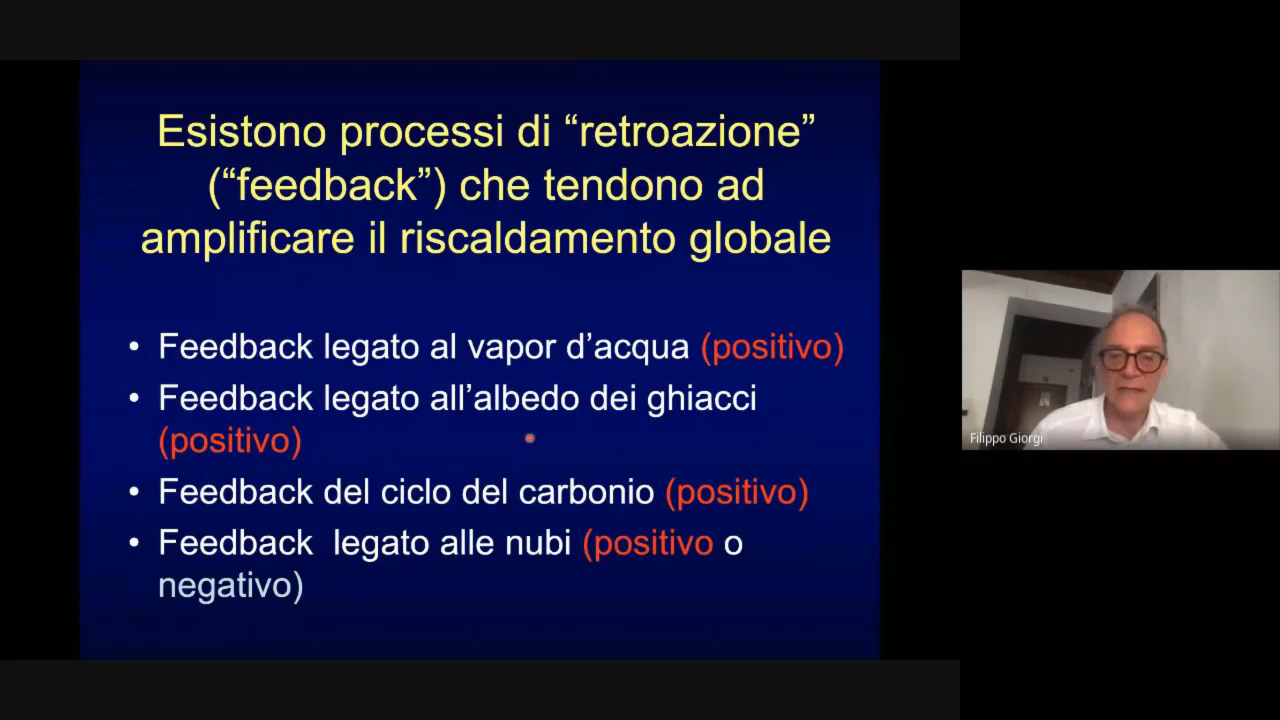 Esistono processi di “retroazione”
(“feedback”) che tendono ad
amplificare il riscaldamento globale
• Feedback legato al vapor d’acqua (positivo)
• Feedback legato all’albedo dei ghiacci
(positivo)
• Feedback del ciclo del carbonio (positivo)
• Feedback  legato alle nubi (positivo o
negativo)
Filippo Giorgi